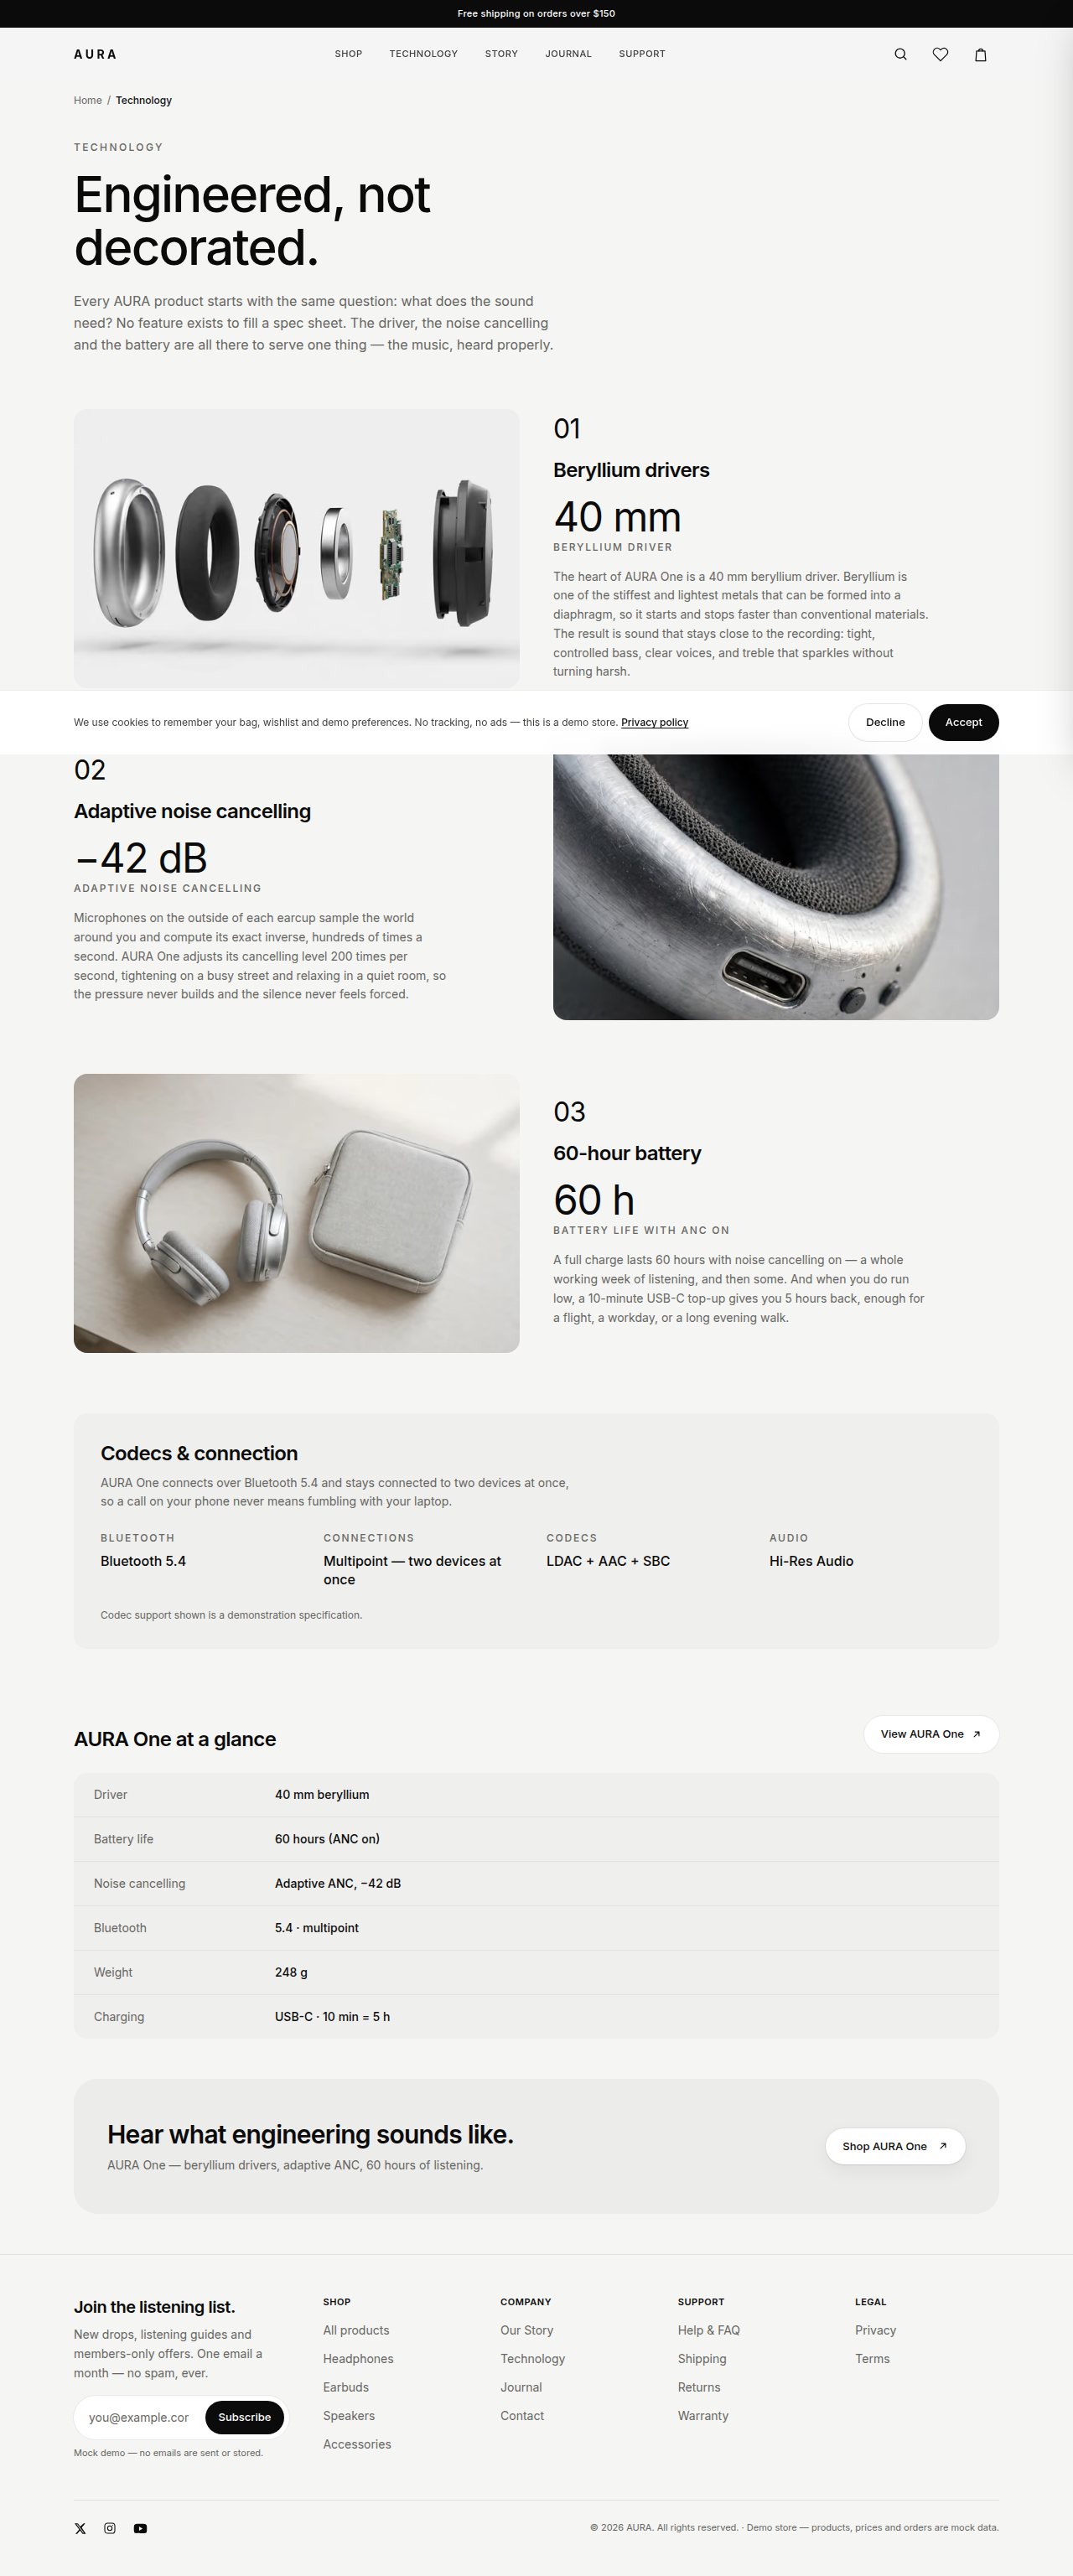 Free shipping on orders over $150
AURA
SHOP
TECHNOLOGY
STORY
JOURNAL
SUPPORT
Home / Technology
TECHNOLOGY
Engineered, not
decorated.
Every AURA product starts with the same question: what does the sound
need? No feature exists to fill a spec sheet. The driver, the noise cancelling
and the battery are all there to serve one thing — the music, heard properly.
01
Beryllium drivers
40 mm
BERYLLIUM DRIVER
The heart of AURA One is a 40 mm beryllium driver. Beryllium is
one of the stiffest and lightest metals that can be formed into a
diaphragm, so it starts and stops faster than conventional materials.
The result is sound that stays close to the recording: tight,
controlled bass, clear voices, and treble that sparkles without
turning harsh.
We use cookies to remember your bag, wishlist and demo preferences. No tracking, no ads — this is a demo store. Privacy policy
Decline
Accept
02
Adaptive noise cancelling
−42 dB
ADAPTIVE NOISE CANCELLING
Microphones on the outside of each earcup sample the world
around you and compute its exact inverse, hundreds of times a
second. AURA One adjusts its cancelling level 200 times per
second, tightening on a busy street and relaxing in a quiet room, so
the pressure never builds and the silence never feels forced.
03
60-hour battery
60 h
BATTERY LIFE WITH ANC ON
A full charge lasts 60 hours with noise cancelling on — a whole
working week of listening, and then some. And when you do run
low, a 10-minute USB-C top-up gives you 5 hours back, enough for
a flight, a workday, or a long evening walk.
Codecs & connection
AURA One connects over Bluetooth 5.4 and stays connected to two devices at once,
so a call on your phone never means fumbling with your laptop.
BLUETOOTH
Bluetooth 5.4
CONNECTIONS
Multipoint — two devices at
once
CODECS
LDAC + AAC + SBC
AUDIO
Hi-Res Audio
Codec support shown is a demonstration specification.
AURA One at a glance
View AURA One
Driver
40 mm beryllium
Battery life
60 hours (ANC on)
Noise cancelling
Adaptive ANC, −42 dB
Bluetooth
5.4 · multipoint
Weight
248 g
Charging
USB-C · 10 min = 5 h
Hear what engineering sounds like.
AURA One — beryllium drivers, adaptive ANC, 60 hours of listening.
Shop AURA One
Join the listening list.
New drops, listening guides and
members-only offers. One email a
month — no spam, ever.
you@example.cor
Subscribe
Mock demo — no emails are sent or stored.
SHOP
All products
Headphones
Earbuds
Speakers
Accessories
COMPANY
Our Story
Technology
Journal
Contact
SUPPORT
Help & FAQ
Shipping
Returns
Warranty
LEGAL
Privacy
Terms
© 2026 AURA. All rights reserved. · Demo store — products, prices and orders are mock data.